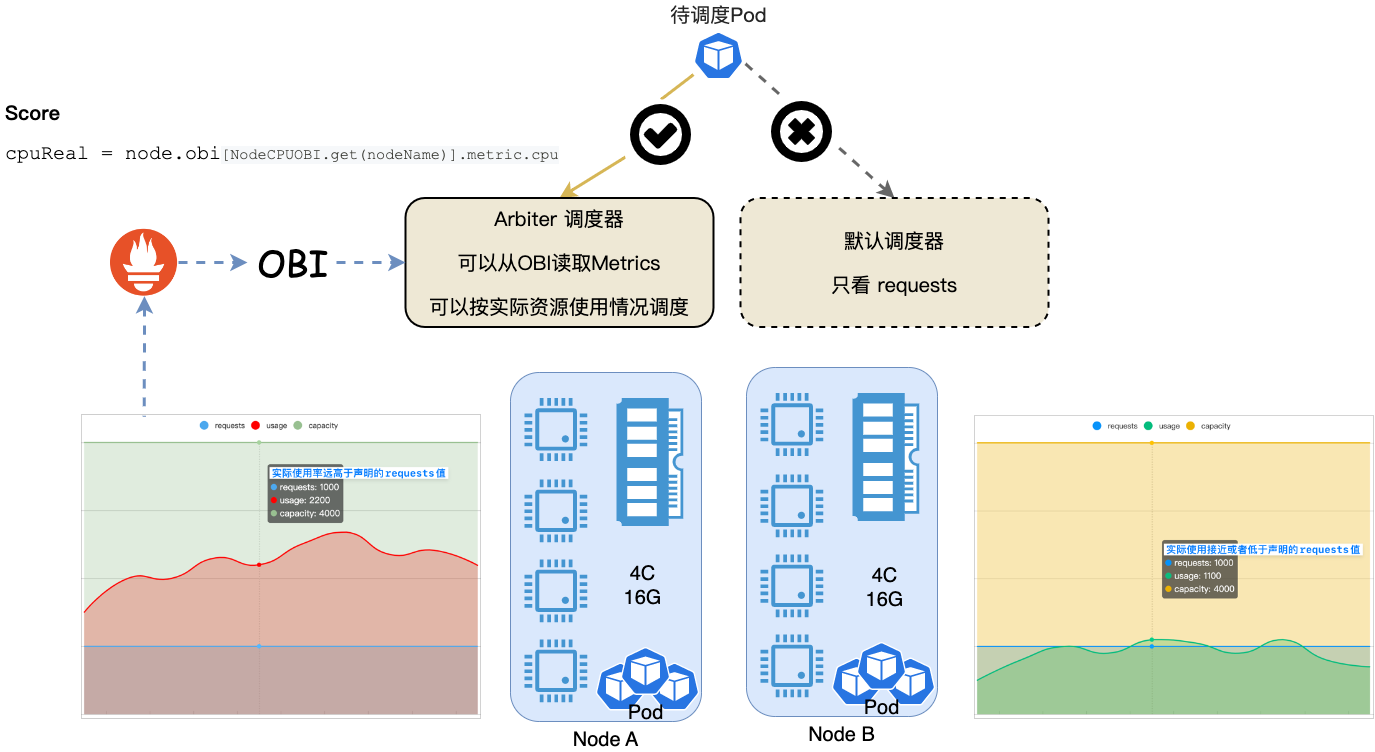 待调度Pod
Score
cpuReal = node.obi[NodeCPUOBI.get(nodeName)].metric.cpu
Arbiter 调度器
可以从OBI读取Metrics
可以按实际资源使用情况调度
默认调度器
只看 requests
OBI
requests usage capacity
实际使用率远高于声明的requests值
requests: 1000
usage: 2200
capacity: 4000
4C
16G
Pod
Node A
4C
16G
Pod
Node B
requests usage capacity
实际使用接近或者低于声明的requests值
requests: 1000
usage: 1100
capacity: 4000